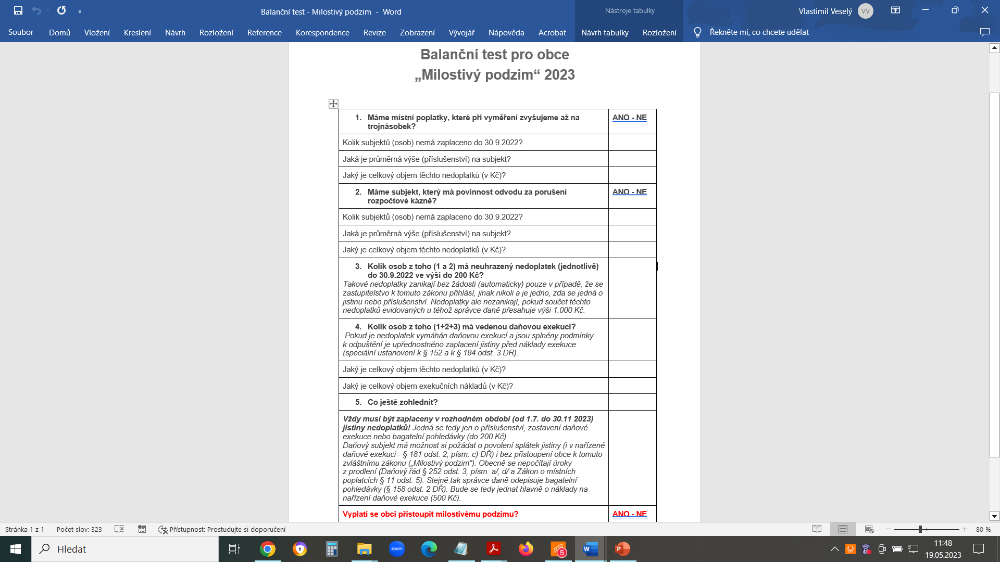 Balanční test - Milostivý podzim - Word
Nástroje tabulky
Vlastimil Veselý
VV
Soubor
Domů
Vložení
Kreslení
Návrh
Rozložení
Reference
Korespondence
Revize
Zobrazení
Vývojář
Nápověda
Acrobat
Návrh tabulky
Rozložení
Řekněte mi, co chcete udělat
Balanční test pro obce
„Milostivý podzim“ 2023
1. Máme místní poplatky, které při vyměření zvyšujeme až na
trojnásobek?
ANO - NE
Kolik subjektů (osob) nemá zaplaceno do 30.9.2022?
Jaká je průměrná výše (příslušenství) na subjekt?
Jaký je celkový objem těchto nedoplatků (v Kč)?
2. Máme subjekt, který má povinnost odvodu za porušení
rozpočtové kázně?
ANO - NE
Kolik subjektů (osob) nemá zaplaceno do 30.9.2022?
Jaká je průměrná výše (příslušenství) na subjekt?
Jaký je celkový objem těchto nedoplatků (v Kč)?
3. Kolik osob z toho (1 a 2) má neuhrazený nedoplatek (jednotlivě)
do 30.9.2022 ve výši do 200 Kč?
Takové nedoplatky zanikají bez žádosti (automaticky) pouze v případě, že se
zastupitelstvo k tomuto zákonu přihlásí, jinak nikoli a je jedno, zda se jedná o
jistinu nebo příslušenství. Nedoplatky ale nezanikají, pokud součet těchto
nedoplatků evidovaných u téhož správce daně přesahuje výši 1.000 Kč.
4. Kolik osob z toho (1+2+3) má vedenou daňovou exekuci?
Pokud je nedoplatek vymáhán daňovou exekucí a jsou splněny podmínky
k odpuštění je upřednostněno zaplacení jistiny před náklady exekuce
(speciální ustanovení k § 152 a k § 184 odst. 3 DŘ).
Jaký je celkový objem těchto nedoplatků (v Kč)?
Jaký je celkový objem exekučních nákladů (v Kč)?
5. Co ještě zohlednit?
Vždy musí být zaplaceny v rozhodném období (od 1.7. do 30.11 2023)
jistiny nedoplatků! Jedná se tedy jen o příslušenství, zastavení daňové
exekuce nebo bagatelní pohledávky (do 200 Kč).
Daňový subjekt má možnost si požádat o povolení splátek jistiny (i v nařízené
daňové exekuci - § 181 odst. 2, písm. c) DŘ) i bez přistoupení obce k tomuto
zvláštnímu zákonu („Milostivý podzim“). Obecně se nepočítají úroky
z prodlení (Daňový řád § 252 odst. 3, písm. a/, d/ a Zákon o místních
poplatcích § 11 odst. 5). Stejně tak správce daně odepisuje bagatelní
pohledávky (§ 158 odst. 2 DŘ). Bude se tedy jednat hlavně o náklady na
nařízení daňové exekuce (500 Kč).
Vyplatí se obci přistoupit milostivému podzimu?
ANO - NE
Stránka 1 z 1
Počet slov: 323
Přístupnost: Prostudujte si doporučení
80 %
Hledat
zoom
5
W
P
11:48
19.05.2023